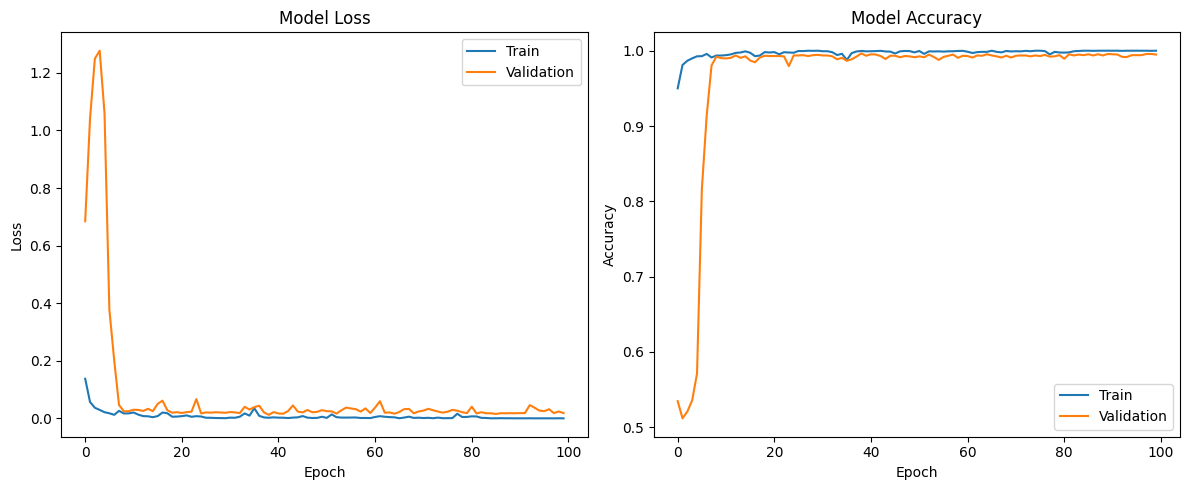 Model Loss
Train
Validation
1.2
1.0
0.8
0.6
0.4
0.2
0.0
Loss
0 20 40 60 80 100
Epoch
Model Accuracy
1.0
0.9
0.8
0.7
0.6
0.5
Accuracy
Train
Validation
0 20 40 60 80 100
Epoch